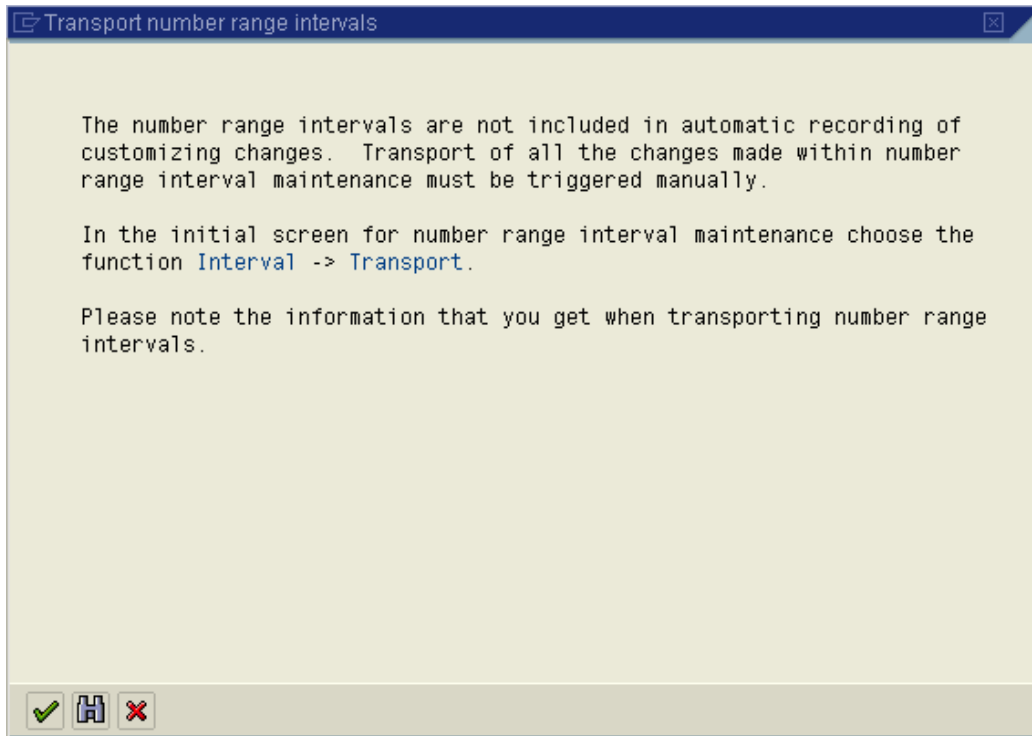 Transport number range intervals
The number range intervals are not included in automatic recording of
customizing changes.  Transport of all the changes made within number
range interval maintenance must be triggered manually.
In the initial screen for number range interval maintenance choose the
function Interval -> Transport.
Please note the information that you get when transporting number range
intervals.